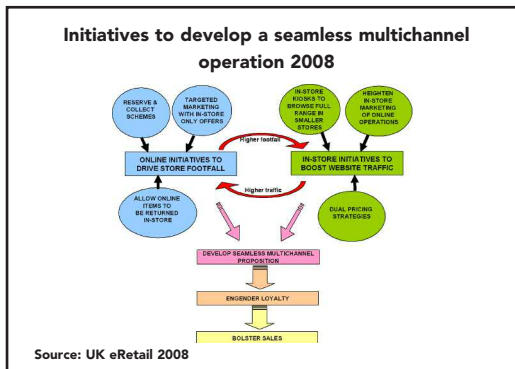 Initiatives to develop a seamless multichannel
operation 2008
RESERVE &
COLLECT
SCHEMES
TARGETED
MARKETING
WITH IN-STORE
ONLY OFFERS
IN-STORE
KIOSKS TO
BROWSE FULL
RANGE IN
SMALLER
STORES
HEIGHTEN
IN-STORE
MARKETING
OF ONLINE
OPERATIONS
Higher footfall
ONLINE INITIATIVES TO
DRIVE STORE FOOTFALL
IN-STORE INITIATIVES TO
BOOST WEBSITE TRAFFIC
Higher traffic
ALLOW ONLINE
ITEMS TO
BE RETURNED
IN-STORE
DUAL PRICING
STRATEGIES
DEVELOP SEAMLESS MULTICHANNEL
PROPOSITION
ENGENDER LOYALTY
BOLSTER SALES
Source: UK eRetail 2008